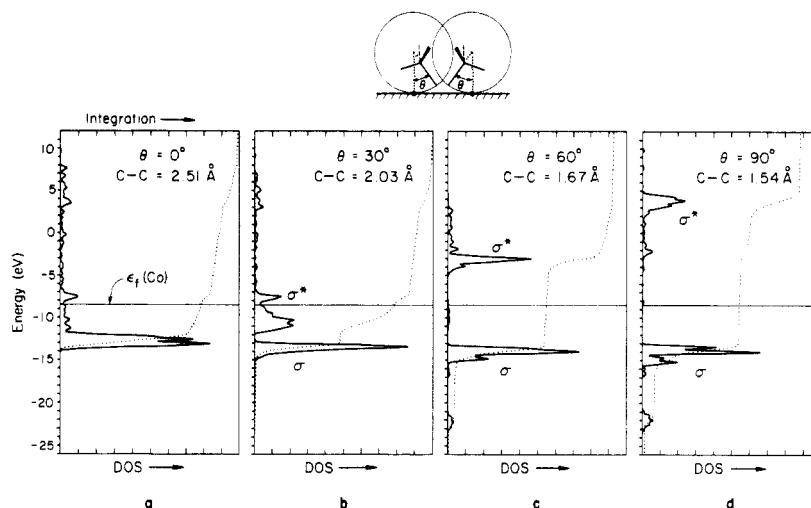 θ θ
Integration →
θ = 0°
C-C = 2.51 Å
θ = 30°
C-C = 2.03 Å
θ = 60°
C-C = 1.67 Å
θ = 90°
C-C = 1.54 Å
10
5
0
-5
-10
-15
-20
-25
Energy (eV)
εf (Co)
σ*
σ
σ*
σ
σ*
σ
DOS →
DOS →
DOS →
DOS →
a
b
c
d